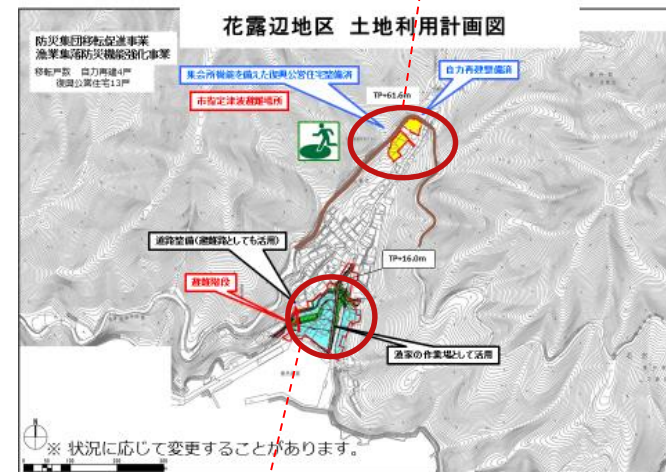 花露辺地区 土地利用計画図
防災集団移転促進事業
漁業集落防災機能強化事業
移転戸数 自力再建4戸
復興公営住宅13戸
集会所機能を備えた復興公営住宅整備済
自力再建整備済
市指定津波避難場所
TP=61.6m
道路整備(避難路としても活用)
TP=16.0m
避難階段
漁家の作業場として活用
N
※ 状況に応じて変更することがあります。